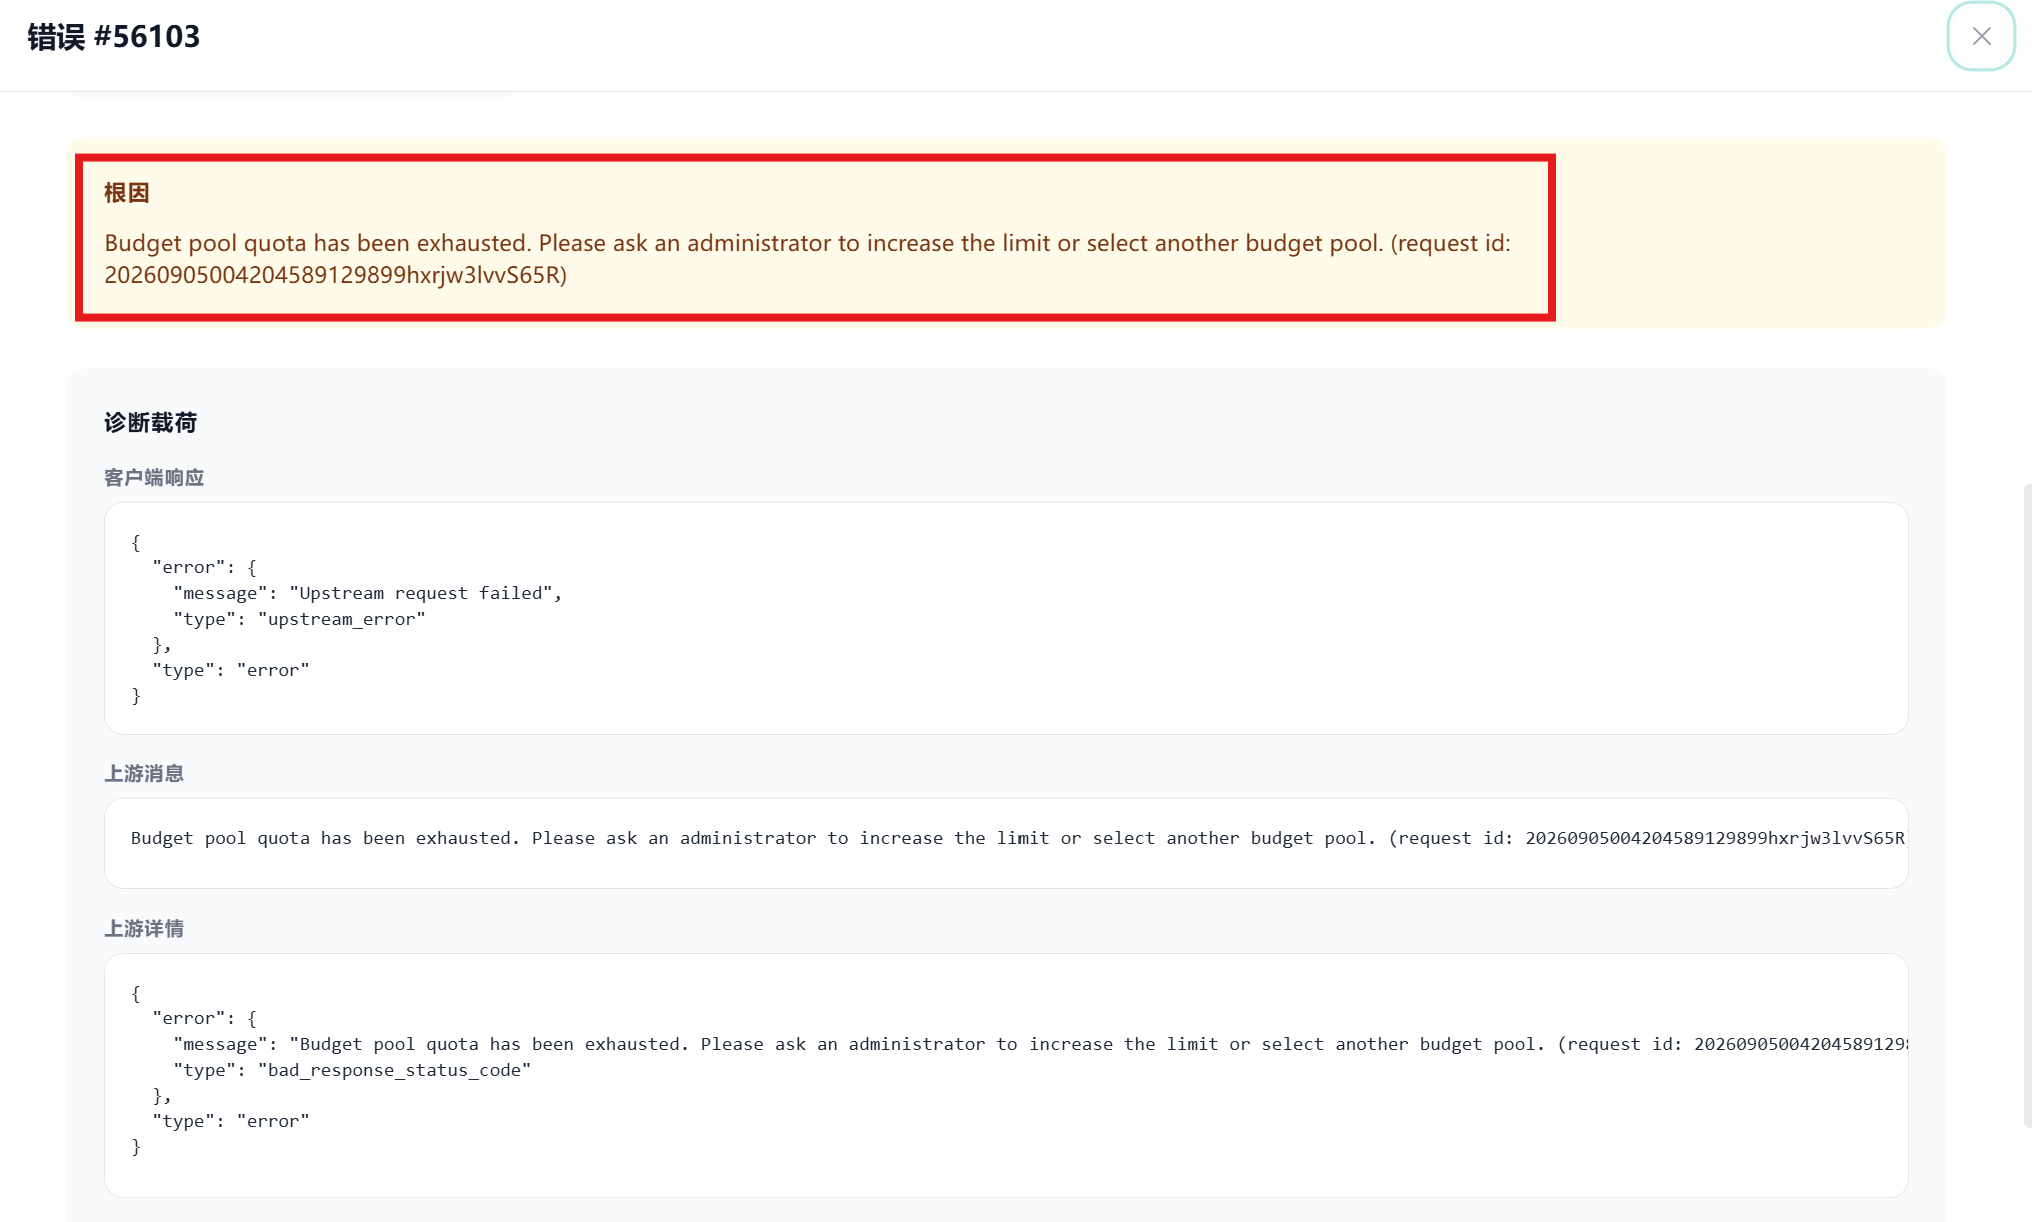 错误 #56103
根因
Budget pool quota has been exhausted. Please ask an administrator to increase the limit or select another budget pool. (request id:
20260905004204589129899hxrjw3lvvS65R)
诊断载荷
客户端响应
{
  "error": {
    "message": "Upstream request failed",
    "type": "upstream_error"
  },
  "type": "error"
}
上游消息
Budget pool quota has been exhausted. Please ask an administrator to increase the limit or select another budget pool. (request id: 20260905004204589129899hxrjw3lvvS65R
上游详情
{
  "error": {
    "message": "Budget pool quota has been exhausted. Please ask an administrator to increase the limit or select another budget pool. (request id: 2026090500420458912​9
    "type": "bad_response_status_code"
  },
  "type": "error"
}